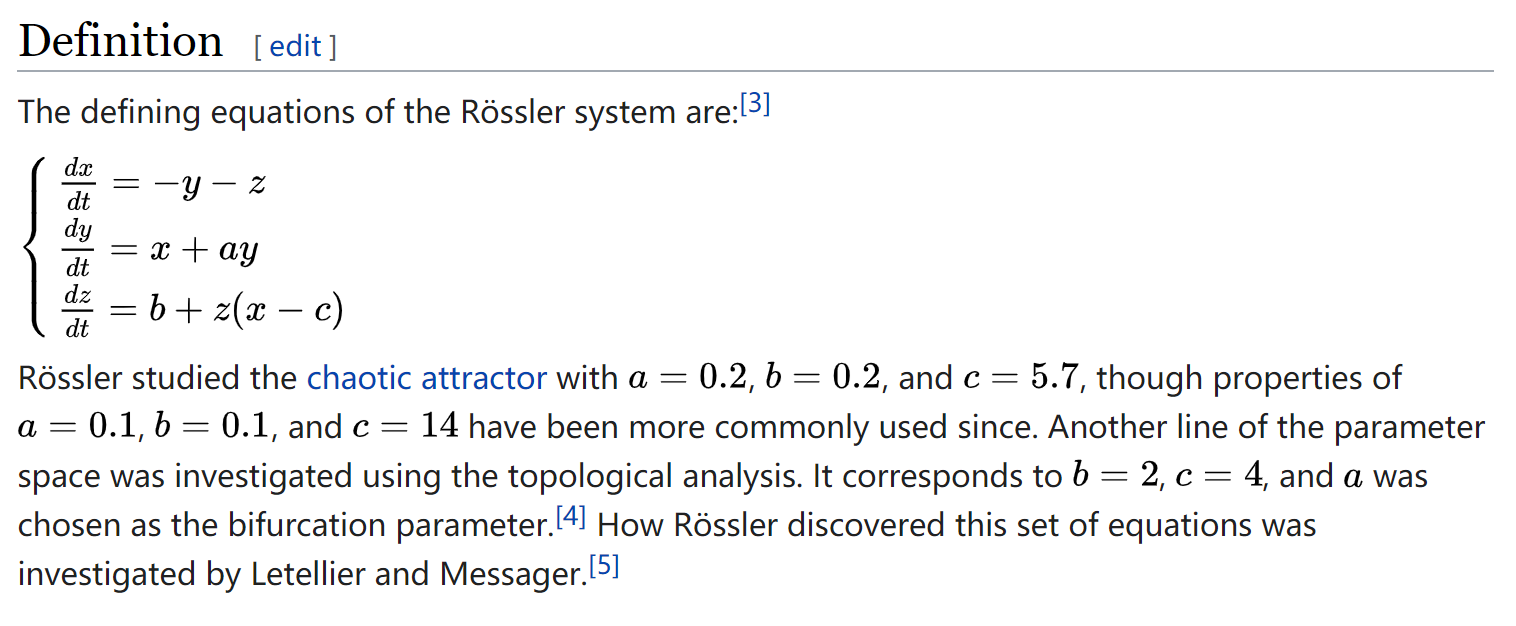 Definition [ edit ]
The defining equations of the Rössler system are:[3]
dx/dt = −y − z
dy/dt = x + ay
dz/dt = b + z(x − c)
Rössler studied the chaotic attractor with a = 0.2, b = 0.2, and c = 5.7, though properties of
a = 0.1, b = 0.1, and c = 14 have been more commonly used since. Another line of the parameter
space was investigated using the topological analysis. It corresponds to b = 2, c = 4, and a was
chosen as the bifurcation parameter.[4] How Rössler discovered this set of equations was
investigated by Letellier and Messager.[5]